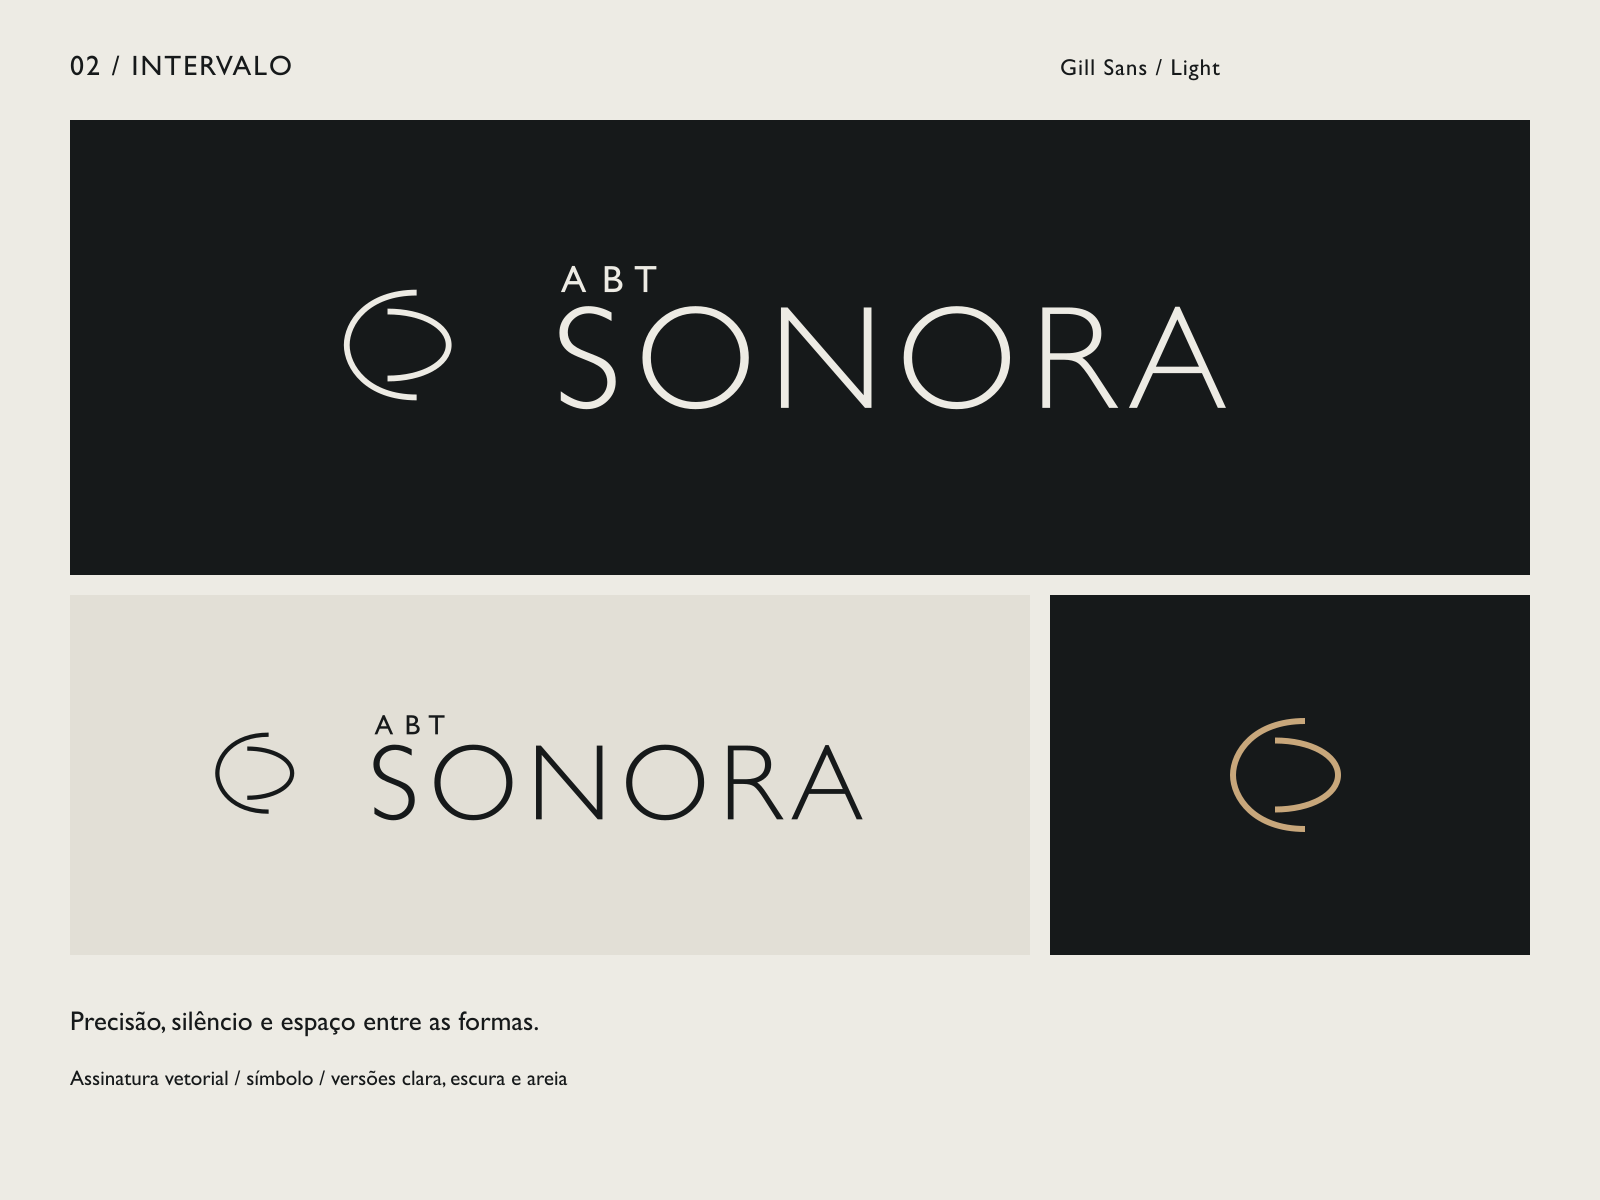 02 / INTERVALO
Gill Sans / Light
ABT
SONORA
ABT
SONORA
Precisão, silêncio e espaço entre as formas.
Assinatura vetorial / símbolo / versões clara, escura e areia